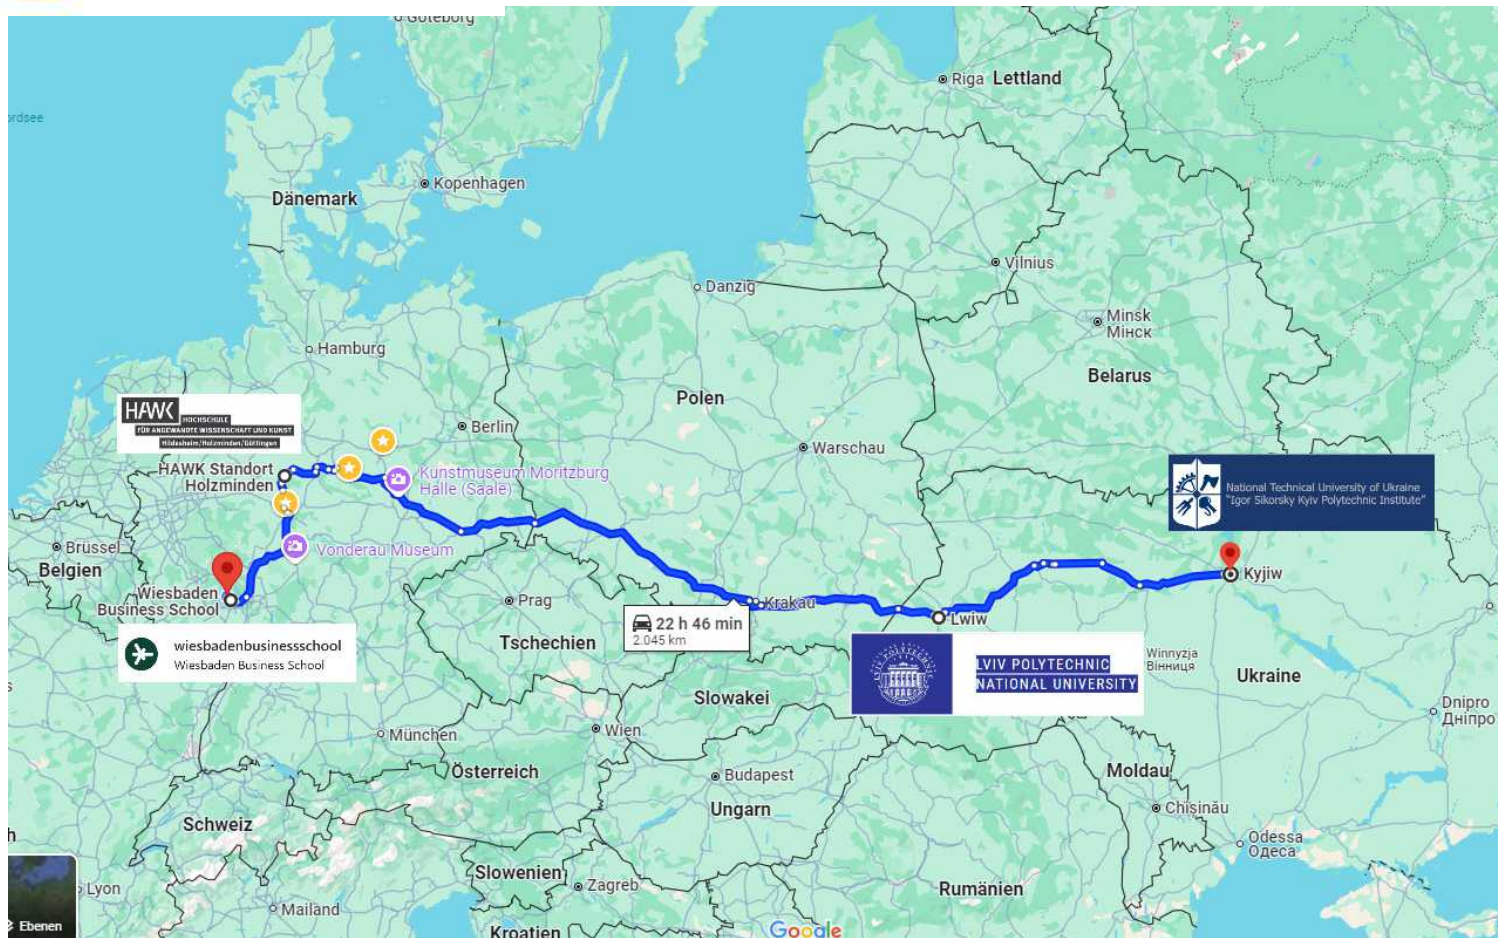 Göteborg
Riga
Lettland
ordsee
Kopenhagen
Dänemark
Vilnius
Danzig
Minsk
Мінск
Hamburg
Belarus
Polen
HAWK
HOCHSCHULE
FÜR ANGEWANDTE WISSENSCHAFT UND KUNST
Hildesheim/Holzminden/Göttingen
Berlin
Warschau
HAWK Standort
Holzminden
Kunstmuseum Moritzburg
Halle (Saale)
National Technical University of Ukraine
"Igor Sikorsky Kyiv Polytechnic Institute"
Brüssel
Belgien
Vonderau Museum
Kyjiw
Wiesbaden
Business School
Prag
Krakau
22 h 46 min
2.045 km
Lwiw
Tschechien
wiesbadenbusinessschool
Wiesbaden Business School
LVIV POLYTECHNIC
NATIONAL UNIVERSITY
Winnyzja
Вінниця
Ukraine
Slowakei
Dnipro
Дніпро
München
Wien
Österreich
Budapest
Moldau
Ungarn
Chișinău
Schweiz
Odessa
Одеса
h
Slowenien
Zagreb
Lyon
Rumänien
Mailand
Ebenen
Kroatien
Google